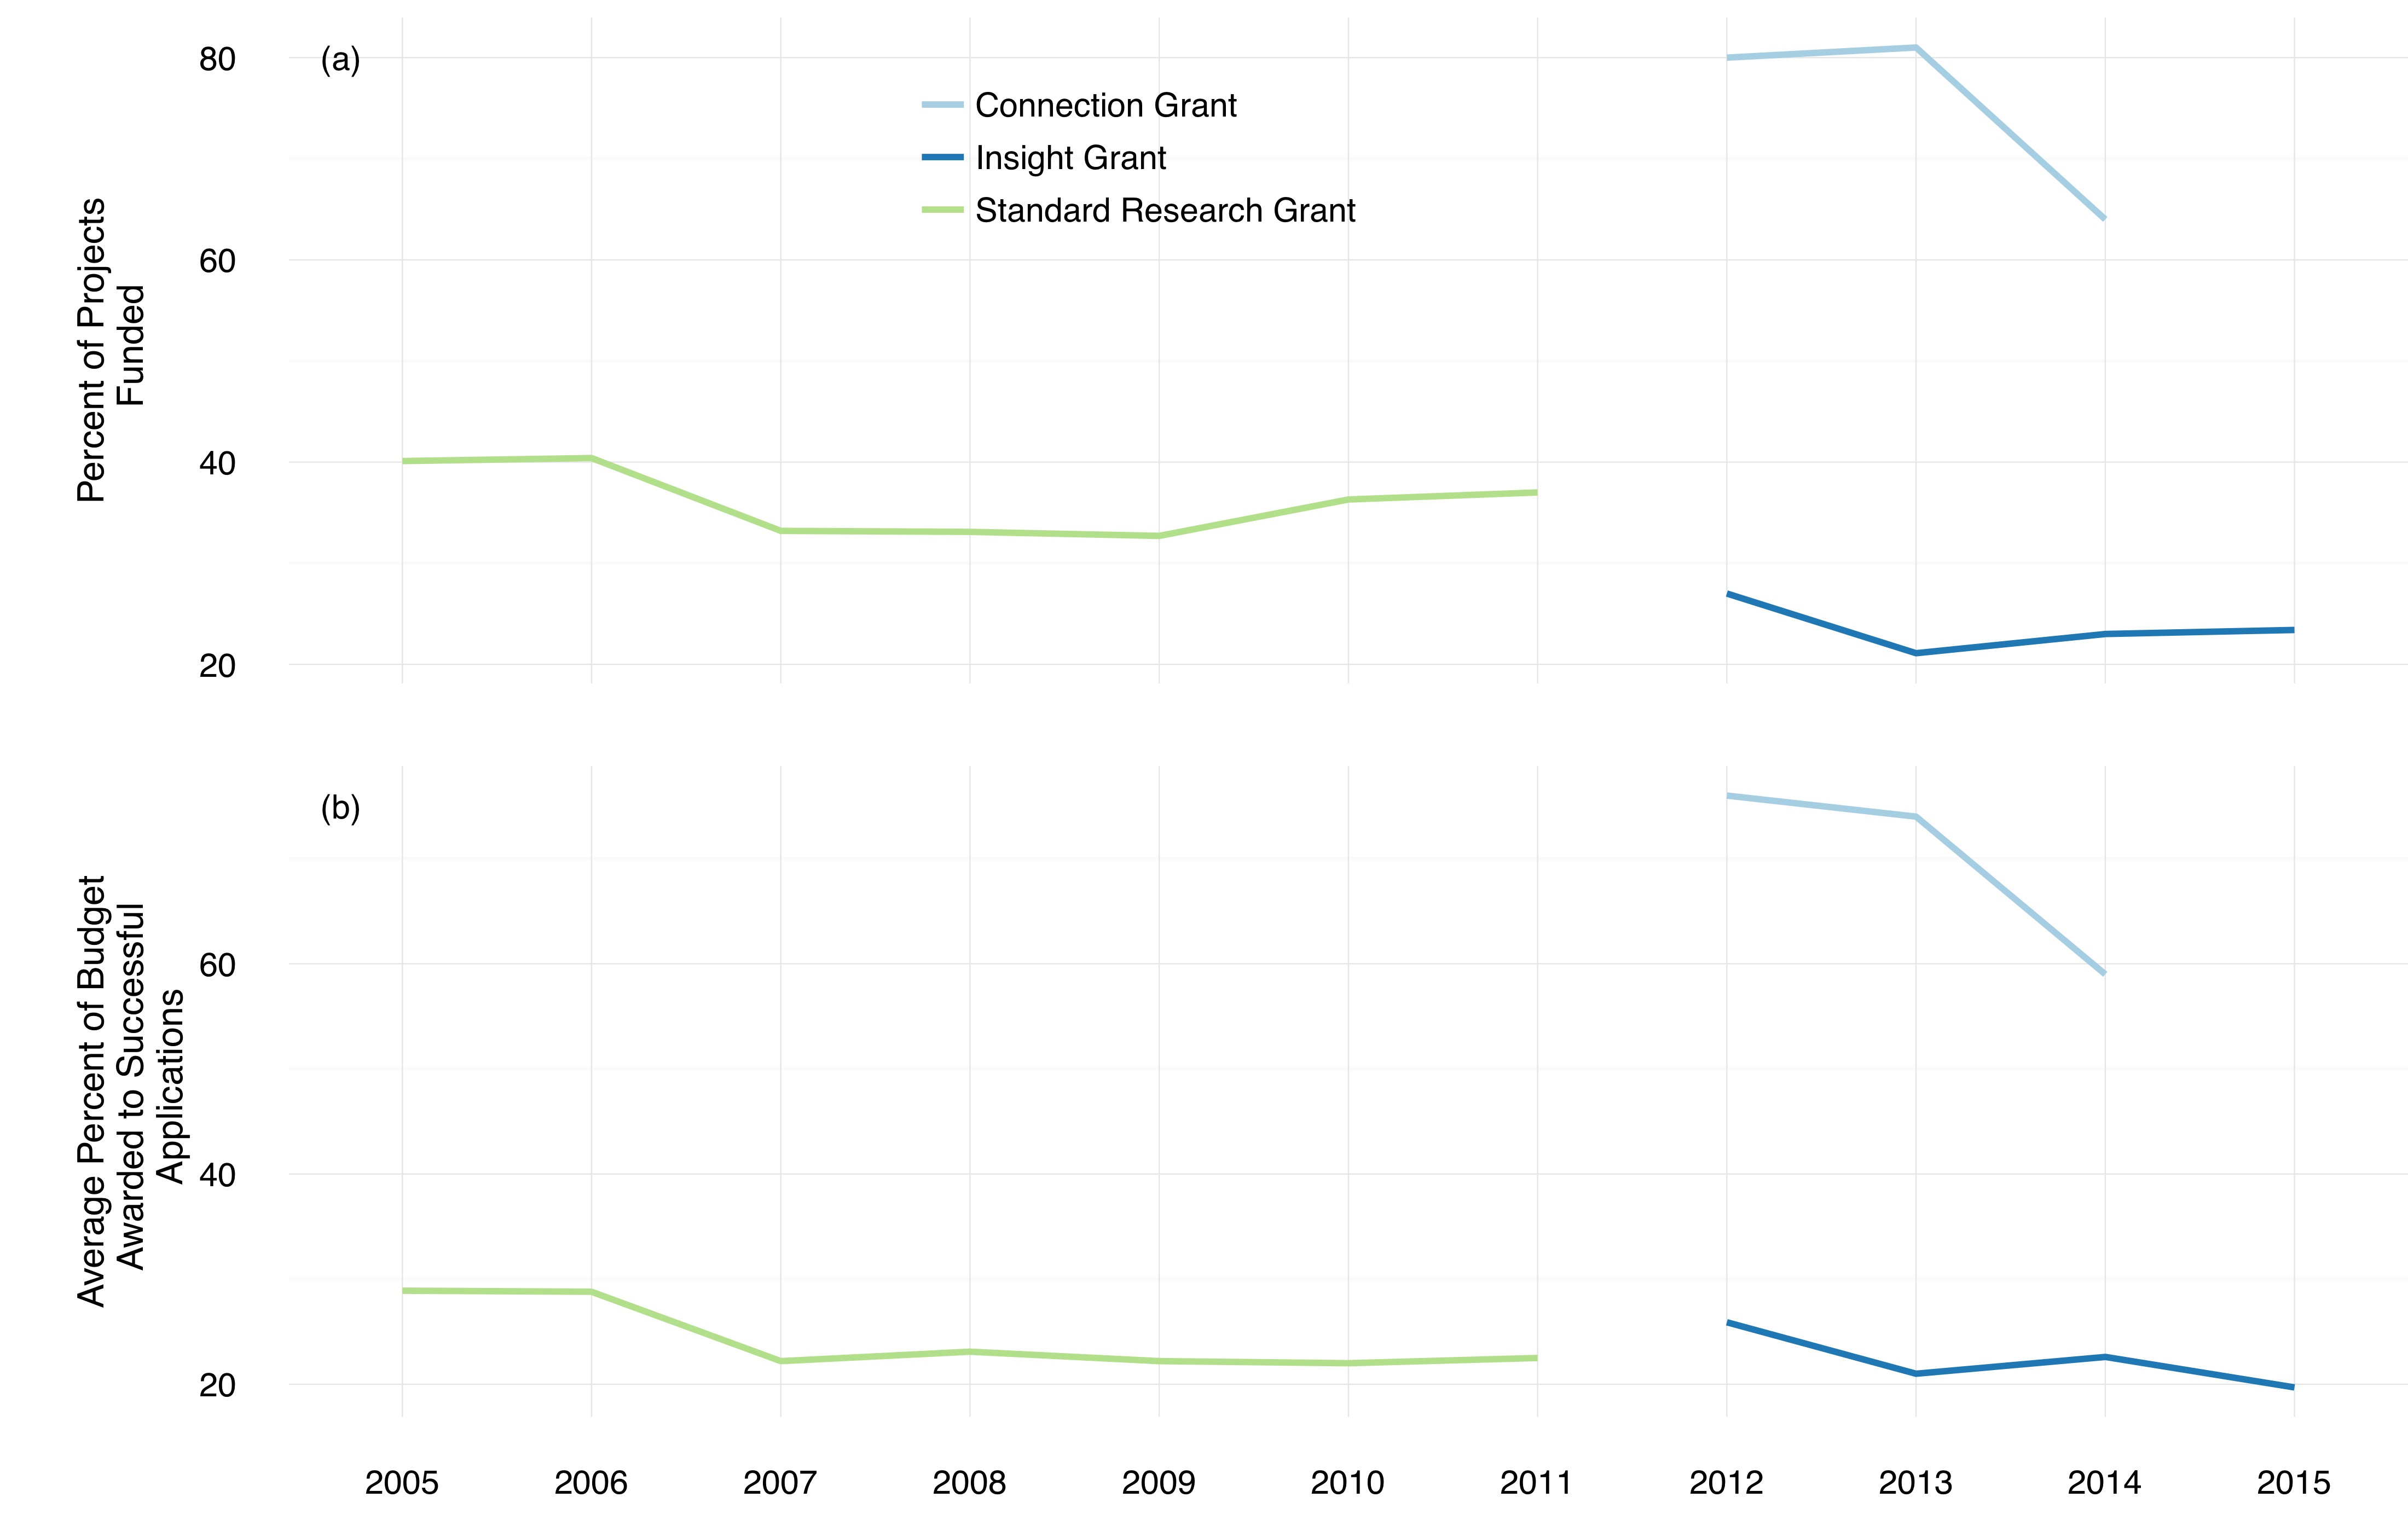 (a)
80
60
40
20
Percent of Projects
Funded
Connection Grant
Insight Grant
Standard Research Grant
(b)
60
40
20
Average Percent of Budget
Awarded to Successful
Applications
2005 2006 2007 2008 2009 2010 2011 2012 2013 2014 2015